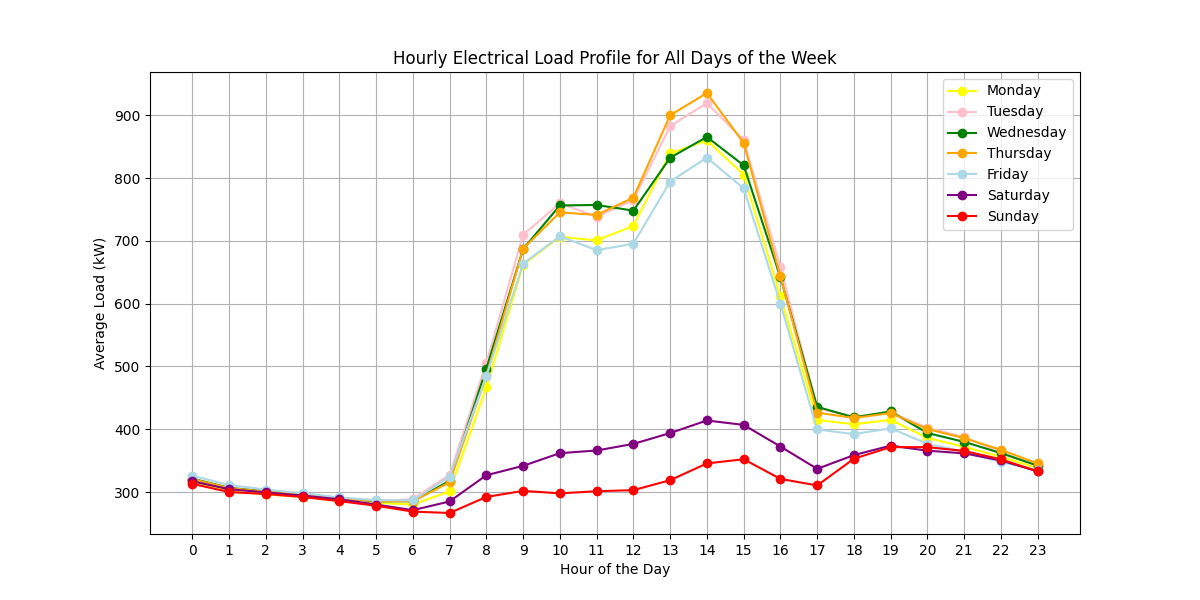 Hourly Electrical Load Profile for All Days of the Week
Average Load (kW)
900
800
700
600
500
400
300
Monday
Tuesday
Wednesday
Thursday
Friday
Saturday
Sunday
0 1 2 3 4 5 6 7 8 9 10 11 12 13 14 15 16 17 18 19 20 21 22 23
Hour of the Day